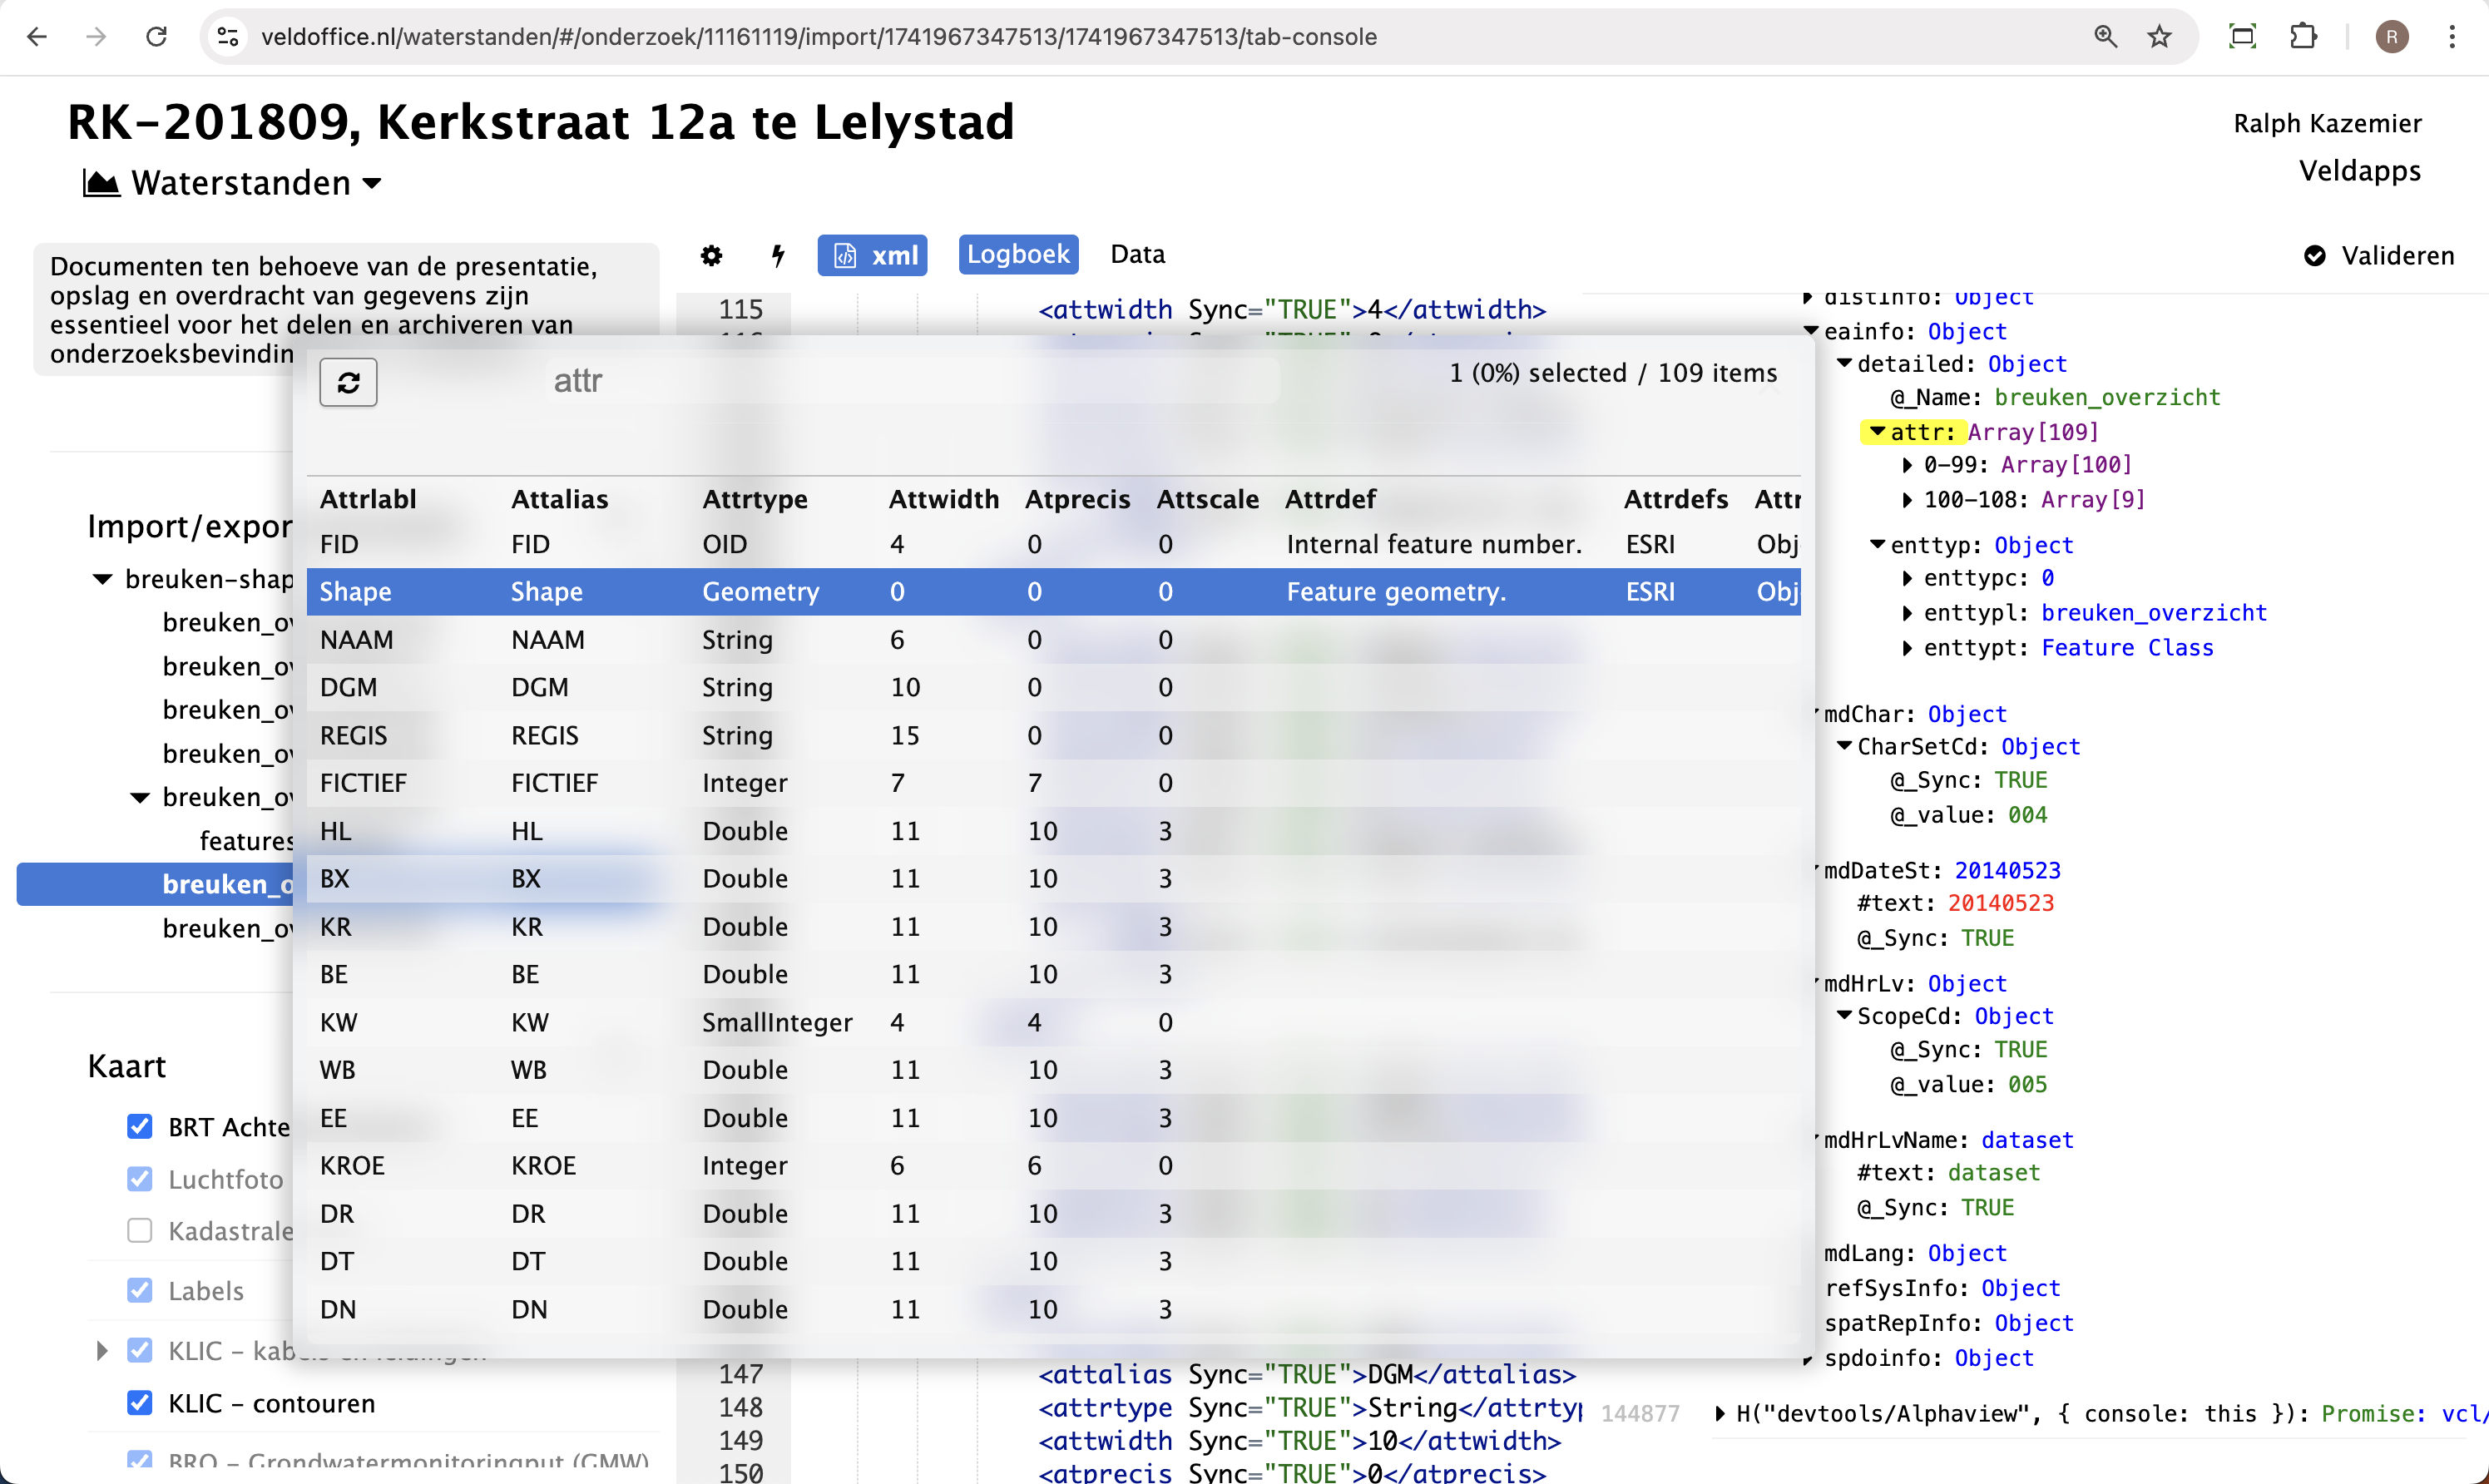 veldoffice.nl/waterstanden/#/onderzoek/11161119/import/1741967347513/1741967347513/tab-console
R
RK-201809, Kerkstraat 12a te Lelystad
Ralph Kazemier
Waterstanden
Veldapps
Documenten ten behoeve van de presentatie,
opslag en overdracht van gegevens zijn
essentieel voor het delen en archiveren van
onderzoeksbevindin
xml Logboek Data
Valideren
Import/expor
breuken-shap
breuken_ov
breuken_ov
breuken_ov
breuken_ov
breuken_ov
features
breuken_o
breuken_ov
Kaart
BRT Achte
Luchtfoto
Kadastrale
Labels
KLIC – kabels en leidingen
KLIC – contouren
BRO – Grondwatermonitoringput (GMW)
115 <attwidth Sync="TRUE">4</attwidth>
attr
1 (0%) selected / 109 items
Attrlabl Attalias Attrtype Attwidth Atprecis Attscale Attrdef Attrdefs Attr
FID FID OID 4 0 0 Internal feature number. ESRI Obj
Shape Shape Geometry 0 0 0 Feature geometry. ESRI Obj
NAAM NAAM String 6 0 0
DGM DGM String 10 0 0
REGIS REGIS String 15 0 0
FICTIEF FICTIEF Integer 7 7 0
HL HL Double 11 10 3
BX BX Double 11 10 3
KR KR Double 11 10 3
BE BE Double 11 10 3
KW KW SmallInteger 4 4 0
WB WB Double 11 10 3
EE EE Double 11 10 3
KROE KROE Integer 6 6 0
DR DR Double 11 10 3
DT DT Double 11 10 3
DN DN Double 11 10 3
147 <attalias Sync="TRUE">DGM</attalias>
148 <attrtype Sync="TRUE">String</attrtyp
149 <attwidth Sync="TRUE">10</attwidth>
150 <atprecis Sync="TRUE">0</atprecis>
distInfo: Object
eainfo: Object
detailed: Object
@_Name: breuken_overzicht
attr: Array[109]
0–99: Array[100]
100–108: Array[9]
enttyp: Object
enttypc: 0
enttypl: breuken_overzicht
enttypt: Feature Class
mdChar: Object
CharSetCd: Object
@_Sync: TRUE
@_value: 004
mdDateSt: 20140523
#text: 20140523
@_Sync: TRUE
mdHrLv: Object
ScopeCd: Object
@_Sync: TRUE
@_value: 005
mdHrLvName: dataset
#text: dataset
@_Sync: TRUE
mdLang: Object
refSysInfo: Object
spatRepInfo: Object
spdoinfo: Object
144877 H("devtools/Alphaview", { console: this }): Promise: vcl/